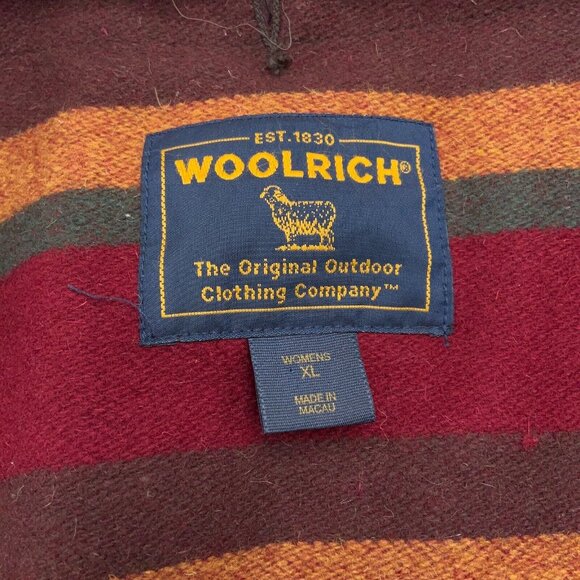 EST. 1830
WOOLRICH®
The Original Outdoor
Clothing Company™
WOMENS
XL
MADE IN
MACAU